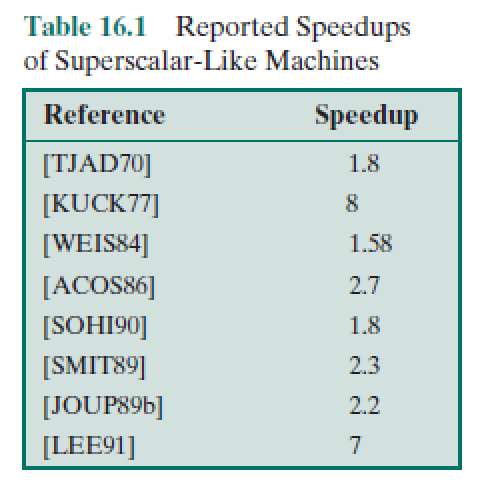 Table 16.1 Reported Speedups
of Superscalar-Like Machines
Reference Speedup
[TJAD70] 1.8
[KUCK77] 8
[WEIS84] 1.58
[ACOS86] 2.7
[SOHI90] 1.8
[SMIT89] 2.3
[JOUP89b] 2.2
[LEE91] 7